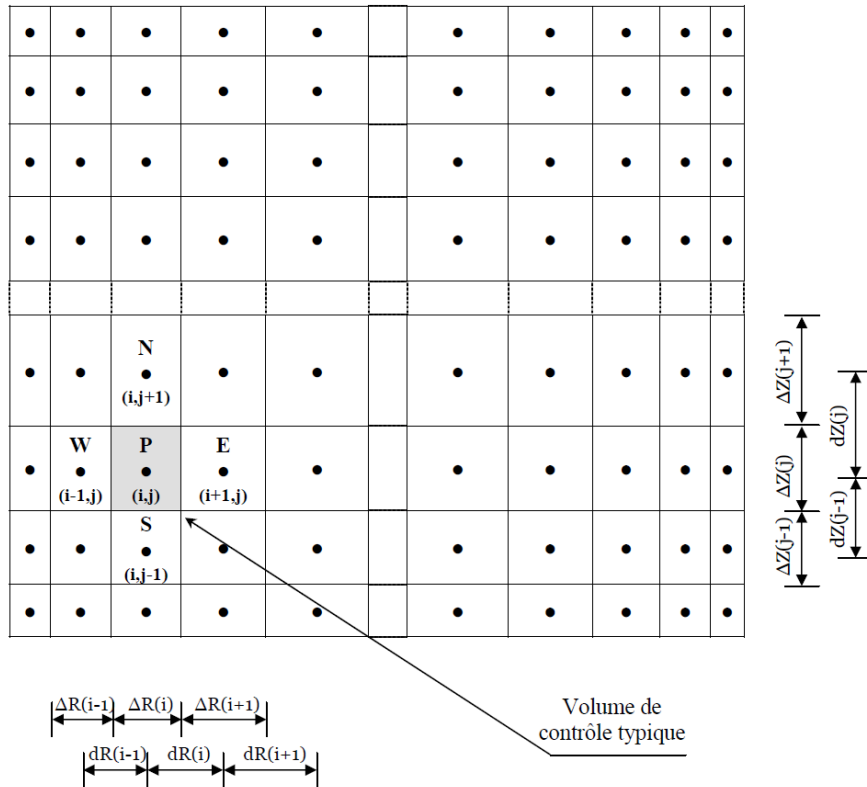 N
(i,j+1)
W P E
(i-1,j) (i,j) (i+1,j)
S
(i,j-1)
ΔZ(j+1)
ΔZ(j)
ΔZ(j-1)
dZ(j)
dZ(j-1)
ΔR(i-1) ΔR(i) ΔR(i+1)
dR(i-1) dR(i) dR(i+1)
Volume de
contrôle typique